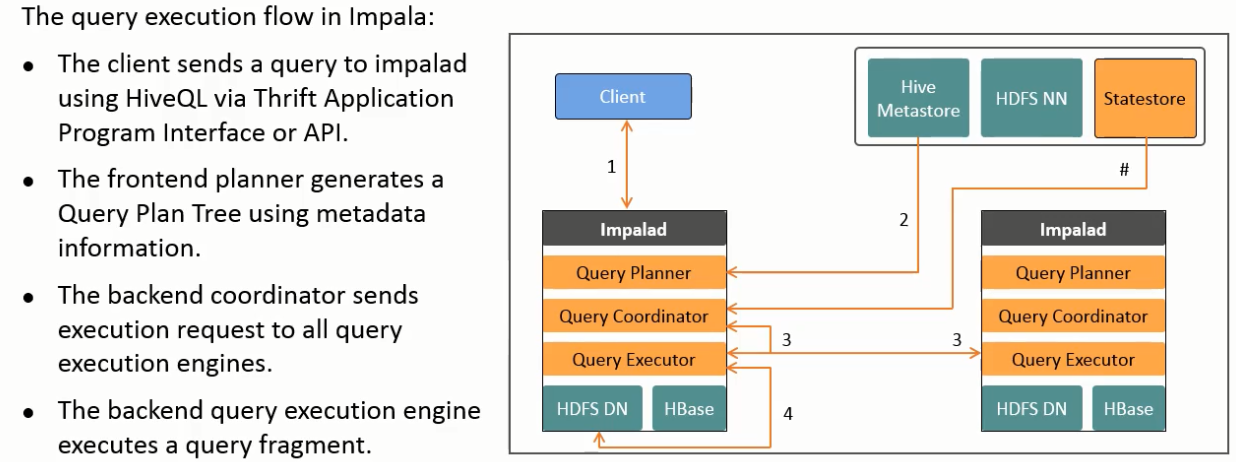 The query execution flow in Impala:
• The client sends a query to impalad
using HiveQL via Thrift Application
Program Interface or API.
• The frontend planner generates a
Query Plan Tree using metadata
information.
• The backend coordinator sends
execution request to all query
execution engines.
• The backend query execution engine
executes a query fragment.
Client
Hive
Metastore
HDFS NN
Statestore
1
2
#
Impalad
Query Planner
Query Coordinator
Query Executor
HDFS DN
HBase
3
3
4
Impalad
Query Planner
Query Coordinator
Query Executor
HDFS DN
HBase